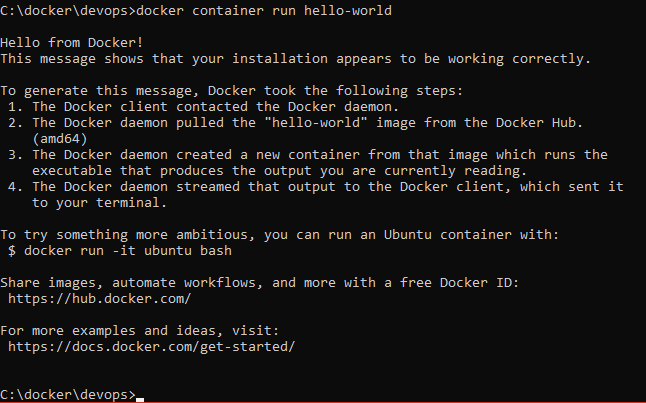 C:\docker\devops>docker container run hello-world
Hello from Docker!
This message shows that your installation appears to be working correctly.
To generate this message, Docker took the following steps:
1. The Docker client contacted the Docker daemon.
2. The Docker daemon pulled the "hello-world" image from the Docker Hub.
(amd64)
3. The Docker daemon created a new container from that image which runs the
executable that produces the output you are currently reading.
4. The Docker daemon streamed that output to the Docker client, which sent it
to your terminal.
To try something more ambitious, you can run an Ubuntu container with:
$ docker run -it ubuntu bash
Share images, automate workflows, and more with a free Docker ID:
https://hub.docker.com/
For more examples and ideas, visit:
https://docs.docker.com/get-started/
C:\docker\devops>